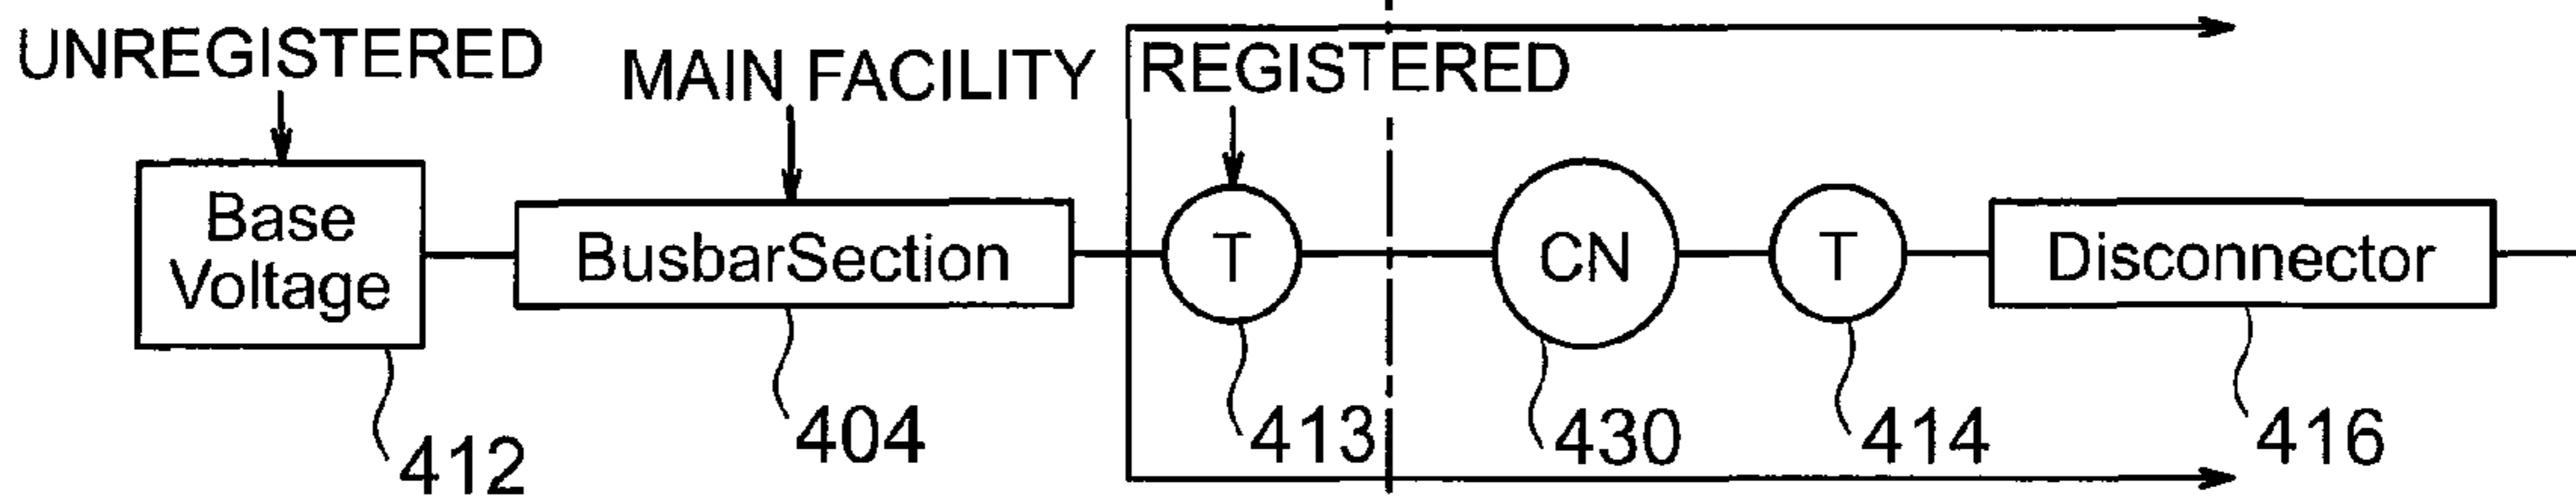 UNREGISTERED
MAIN FACILITY
REGISTERED
Base
Voltage
BusbarSection
T
CN
T
Disconnector
412
404
413
430
414
416